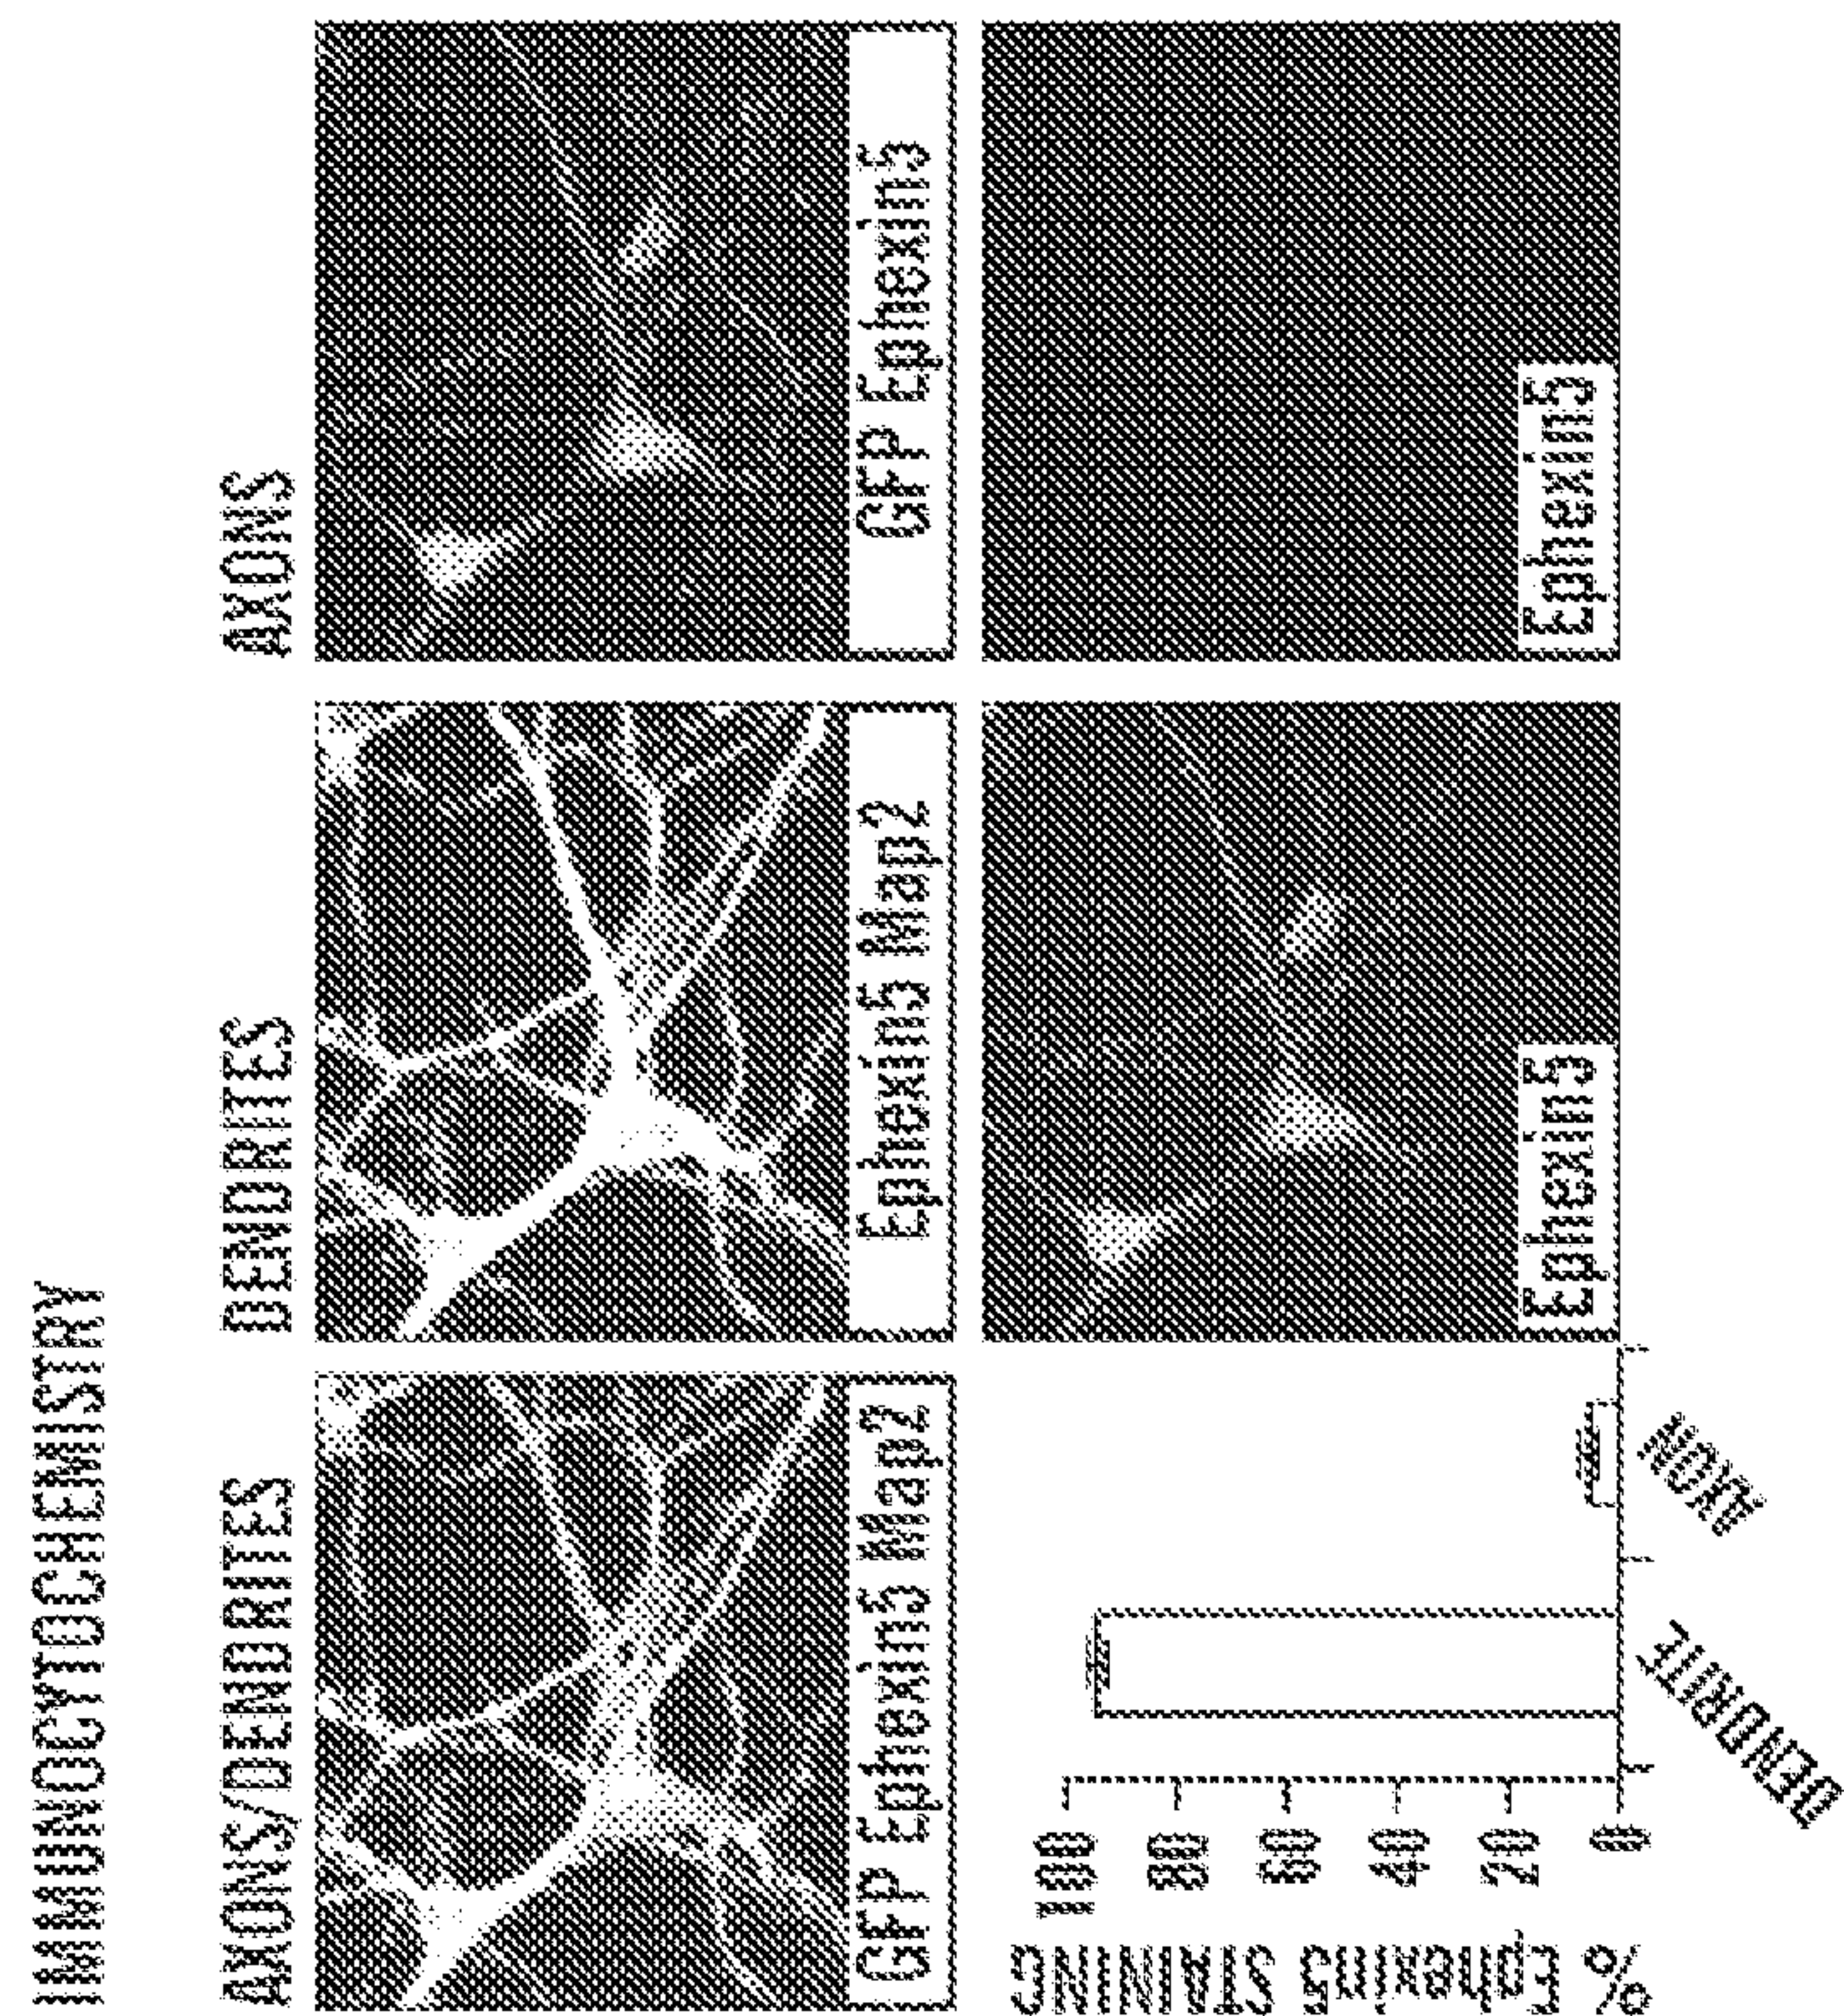 IMMUNOCYTOCHEMISTRY
AXONS/DENDRITES
DENDRITES
AXONS
GFP Ephexin5 Map2
Ephexin5 Map2
GFP Ephexin5
% Ephexin5 STAINING
100
80
60
40
20
0
DENDRITE
AXON
Ephexin5
Ephexin5